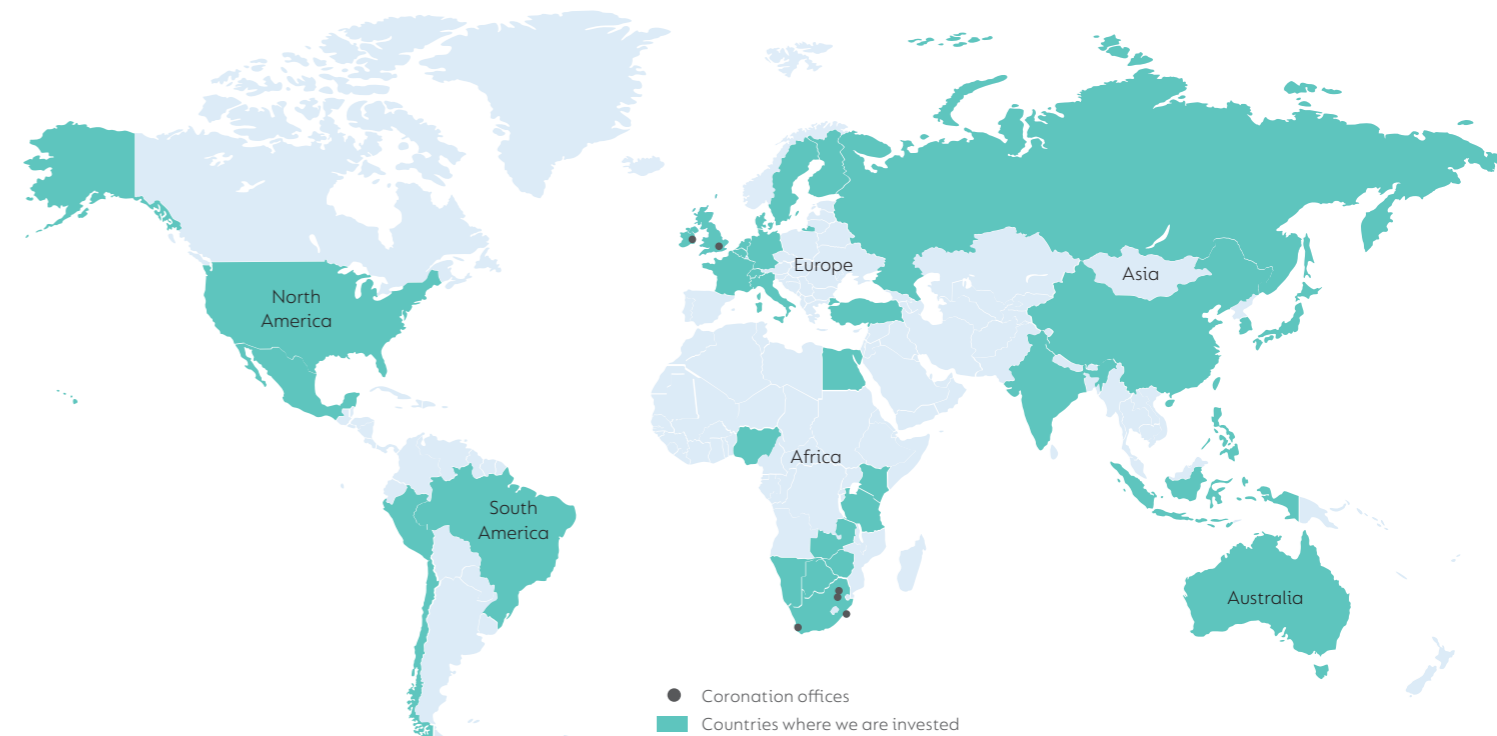 Europe
Asia
North
America
Africa
South
America
Australia
Coronation offices
Countries where we are invested